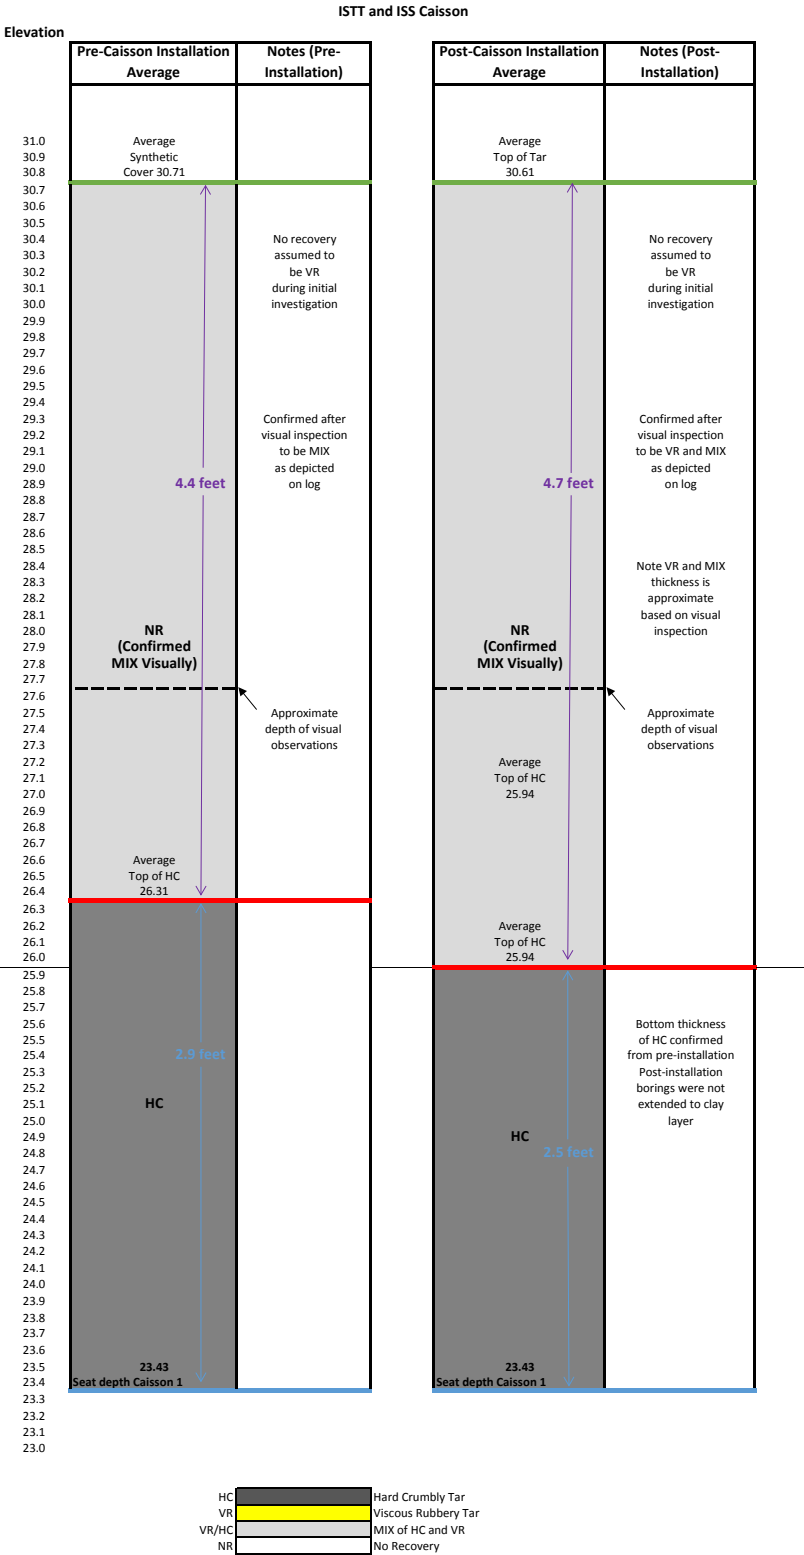 ISTT and ISS Caisson
Elevation
Pre-Caisson Installation
Average
Notes (Pre-
Installation)
Post-Caisson Installation
Average
Notes (Post-
Installation)
31.0
30.9
30.8
30.7
30.6
30.5
30.4
30.3
30.2
30.1
30.0
29.9
29.8
29.7
29.6
29.5
29.4
29.3
29.2
29.1
29.0
28.9
28.8
28.7
28.6
28.5
28.4
28.3
28.2
28.1
28.0
27.9
27.8
27.7
27.6
27.5
27.4
27.3
27.2
27.1
27.0
26.9
26.8
26.7
26.6
26.5
26.4
26.3
26.2
26.1
26.0
25.9
25.8
25.7
25.6
25.5
25.4
25.3
25.2
25.1
25.0
24.9
24.8
24.7
24.6
24.5
24.4
24.3
24.2
24.1
24.0
23.9
23.8
23.7
23.6
23.5
23.4
23.3
23.2
23.1
23.0
Average
Synthetic
Cover 30.71
4.4 feet
NR
(Confirmed
MIX Visually)
Average
Top of HC
26.31
2.9 feet
HC
23.43
Seat depth Caisson 1
No recovery
assumed to
be VR
during initial
investigation
Confirmed after
visual inspection
to be MIX
as depicted
on log
Approximate
depth of visual
observations
Average
Top of Tar
30.61
4.7 feet
NR
(Confirmed
MIX Visually)
Average
Top of HC
25.94
Average
Top of HC
25.94
HC
2.5 feet
23.43
Seat depth Caisson 1
No recovery
assumed to
be VR
during initial
investigation
Confirmed after
visual inspection
to be VR and MIX
as depicted
on log
Note VR and MIX
thickness is
approximate
based on visual
inspection
Approximate
depth of visual
observations
Bottom thickness
of HC confirmed
from pre-installation
Post-installation
borings were not
extended to clay
layer
HC Hard Crumbly Tar
VR Viscous Rubbery Tar
VR/HC MIX of HC and VR
NR No Recovery